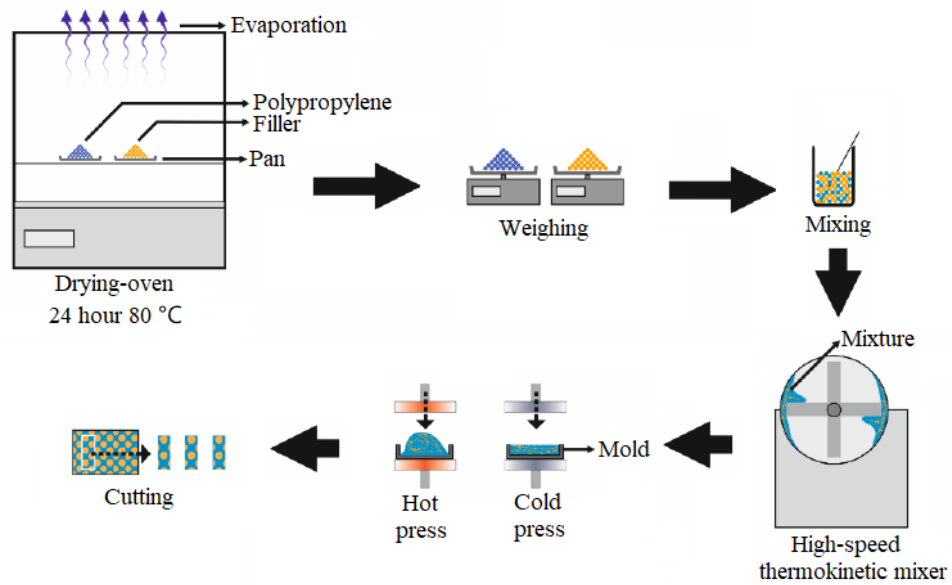 Evaporation
Polypropylene
Filler
Pan
Drying-oven
24 hour 80 °C
Weighing
Mixing
Mixture
High-speed
thermokinetic mixer
Mold
Hot
press
Cold
press
Cutting